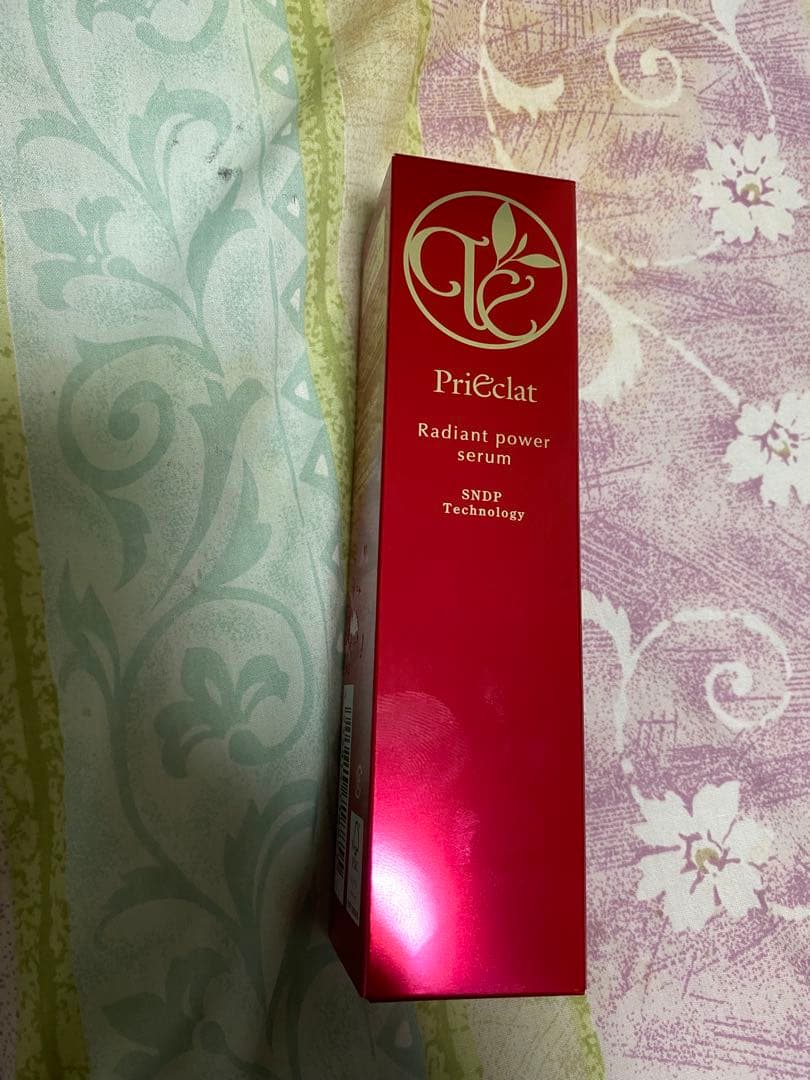 PriEclat
Radiant power
serum
SNDP
Technology